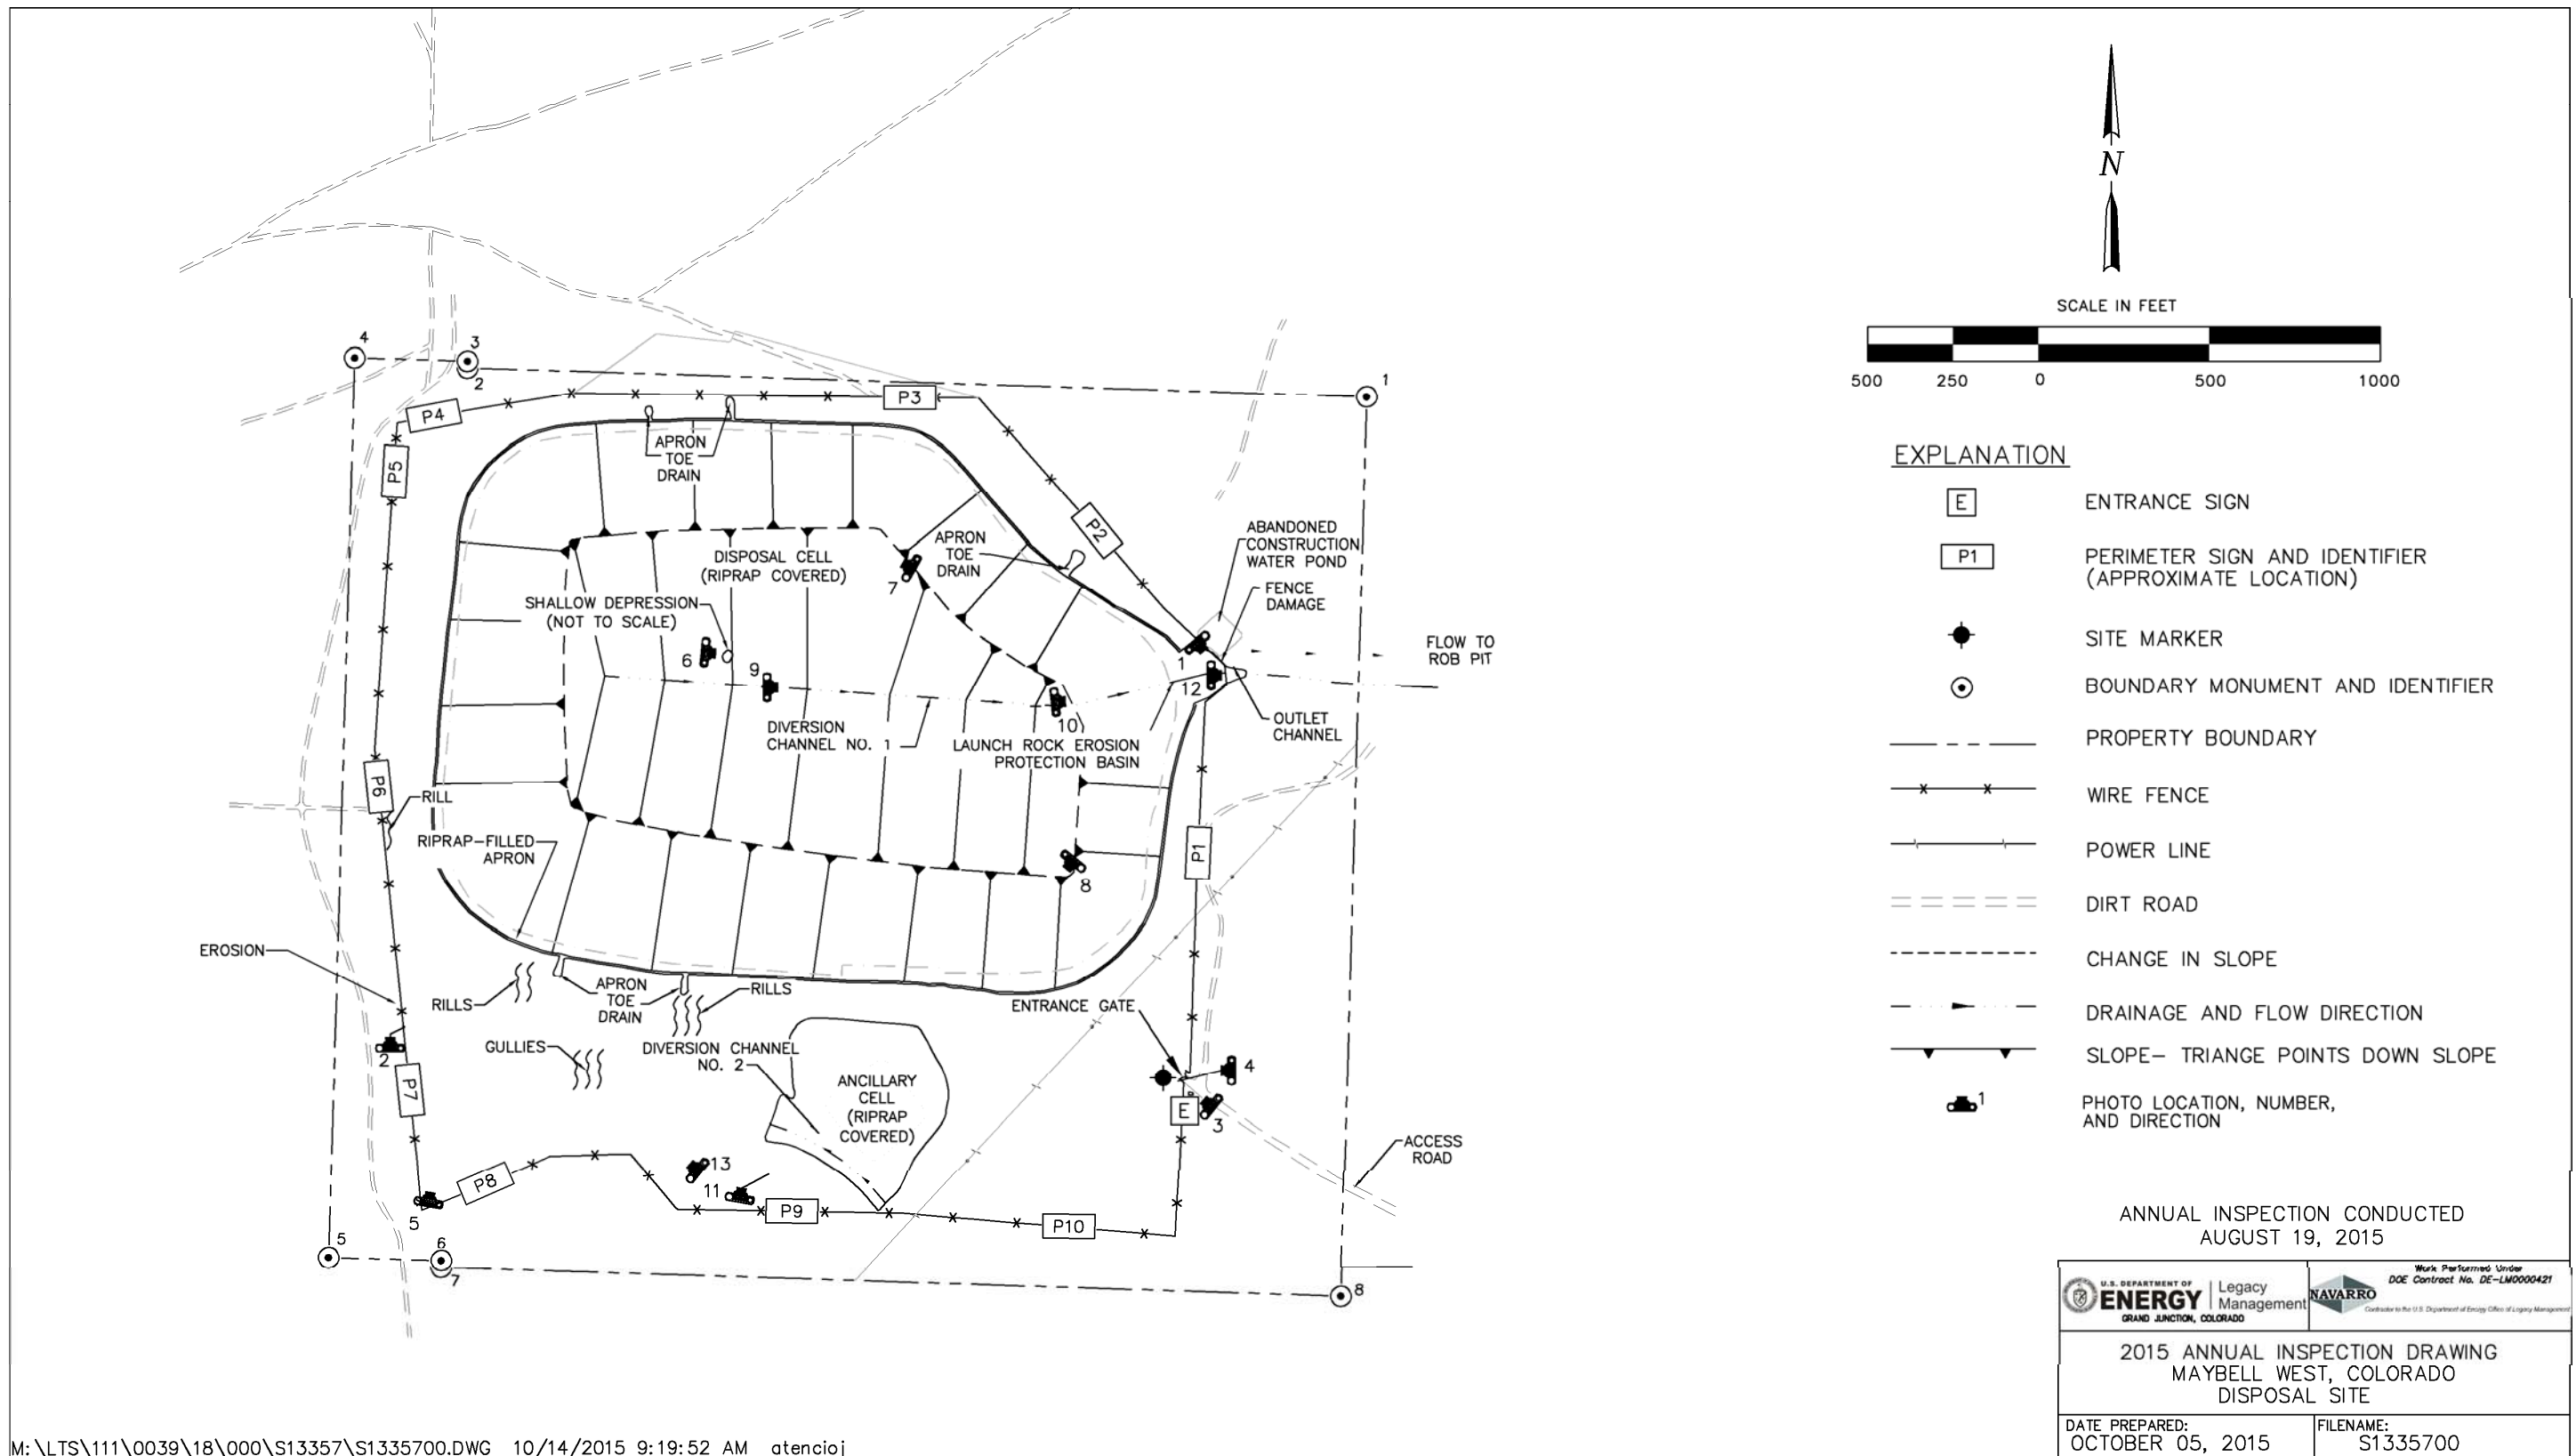 N
SCALE IN FEET
500 250 0 500 1000
EXPLANATION
E ENTRANCE SIGN
P1 PERIMETER SIGN AND IDENTIFIER
(APPROXIMATE LOCATION)
SITE MARKER
BOUNDARY MONUMENT AND IDENTIFIER
PROPERTY BOUNDARY
WIRE FENCE
POWER LINE
DIRT ROAD
CHANGE IN SLOPE
DRAINAGE AND FLOW DIRECTION
SLOPE- TRIANGE POINTS DOWN SLOPE
1 PHOTO LOCATION, NUMBER,
AND DIRECTION
4
3
2
1
P4
P3
P5
APRON
TOE
DRAIN
P2
ABANDONED
CONSTRUCTION
WATER POND
APRON
TOE
DRAIN
DISPOSAL CELL
(RIPRAP COVERED)
7
FENCE
DAMAGE
SHALLOW DEPRESSION
(NOT TO SCALE)
6
9
1
12
FLOW TO
ROB PIT
10
DIVERSION
CHANNEL NO. 1
LAUNCH ROCK EROSION
PROTECTION BASIN
OUTLET
CHANNEL
P6
RILL
RIPRAP-FILLED
APRON
P1
8
EROSION
RILLS
APRON
TOE
DRAIN
RILLS
ENTRANCE GATE
GULLIES
DIVERSION CHANNEL
NO. 2
2
P7
ANCILLARY
CELL
(RIPRAP
COVERED)
4
E
3
ACCESS
ROAD
13
11
P8
P9
P10
5
5
6
7
8
ANNUAL INSPECTION CONDUCTED
AUGUST 19, 2015
U.S. DEPARTMENT OF
ENERGY
Legacy
Management
GRAND JUNCTION, COLORADO
NAVARRO
Work Performed Under
DOE Contract No. DE-LM0000421
Contractor to the U.S. Department of Energy Office of Legacy Management
2015 ANNUAL INSPECTION DRAWING
MAYBELL WEST, COLORADO
DISPOSAL SITE
DATE PREPARED:
OCTOBER 05, 2015
FILENAME:
S1335700
M:\LTS\111\0039\18\000\S13357\S1335700.DWG 10/14/2015 9:19:52 AM atencioj